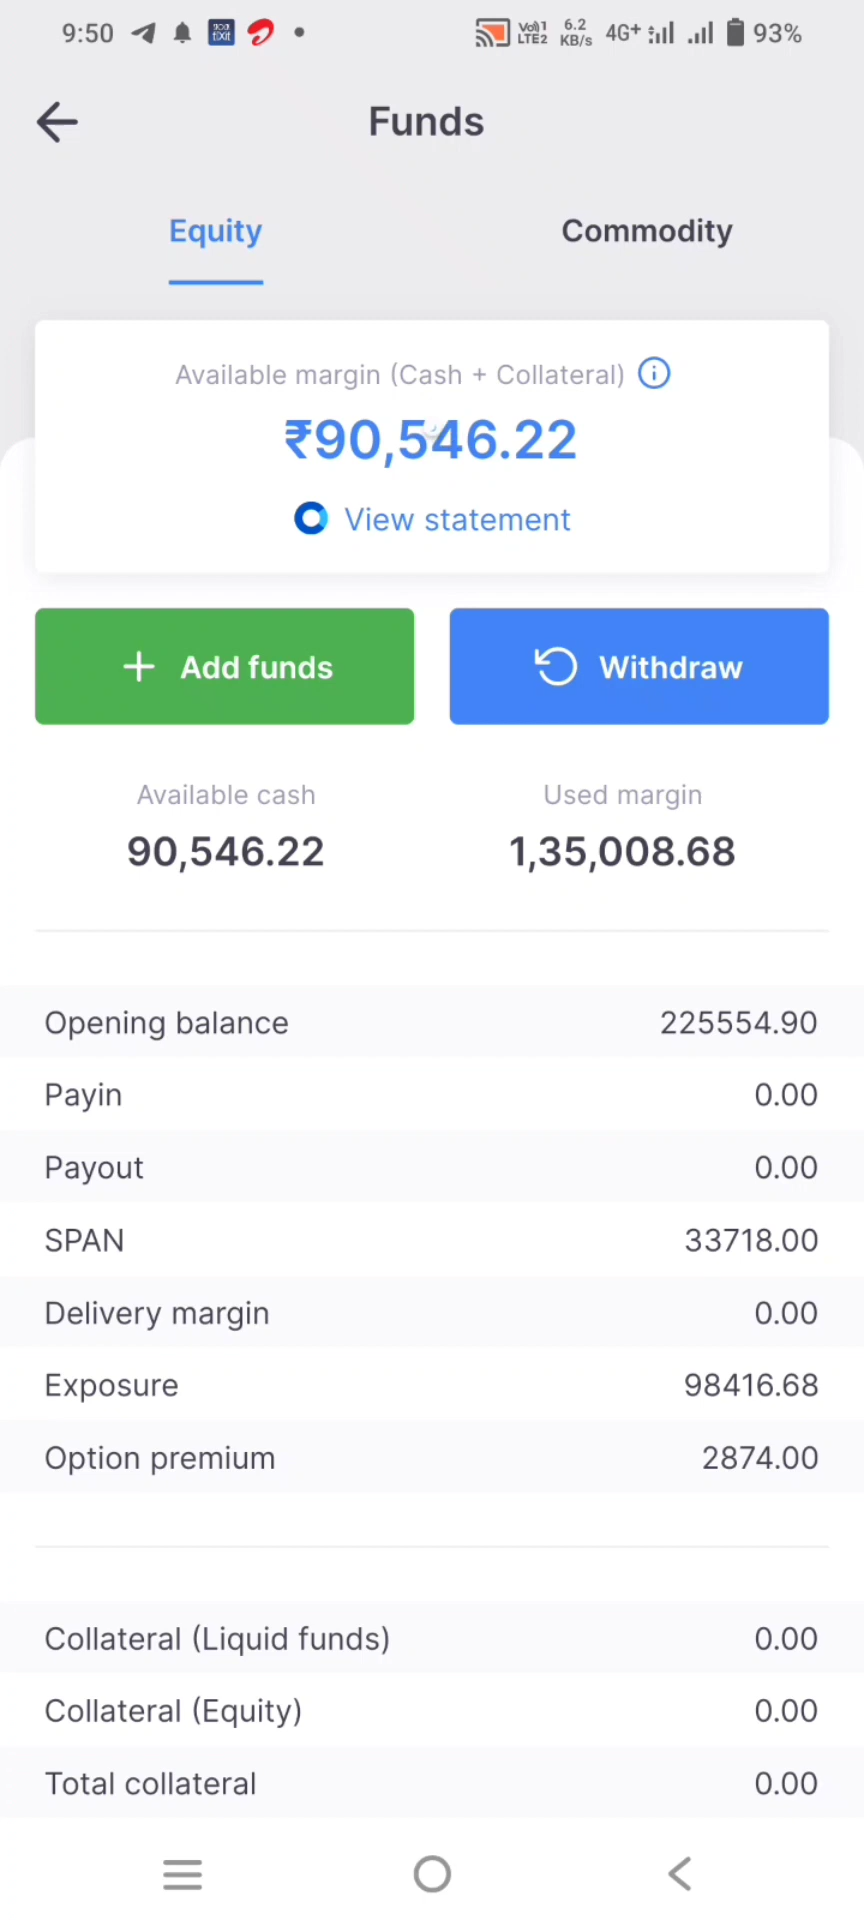 9:50 Vo)) 1 LTE2 6.2 KB/s 4G+ 93%
Funds
Equity Commodity
Available margin (Cash + Collateral)
₹90,546.22
View statement
+ Add funds Withdraw
Available cash Used margin
90,546.22 1,35,008.68
Opening balance 225554.90
Payin 0.00
Payout 0.00
SPAN 33718.00
Delivery margin 0.00
Exposure 98416.68
Option premium 2874.00
Collateral (Liquid funds) 0.00
Collateral (Equity) 0.00
Total collateral 0.00